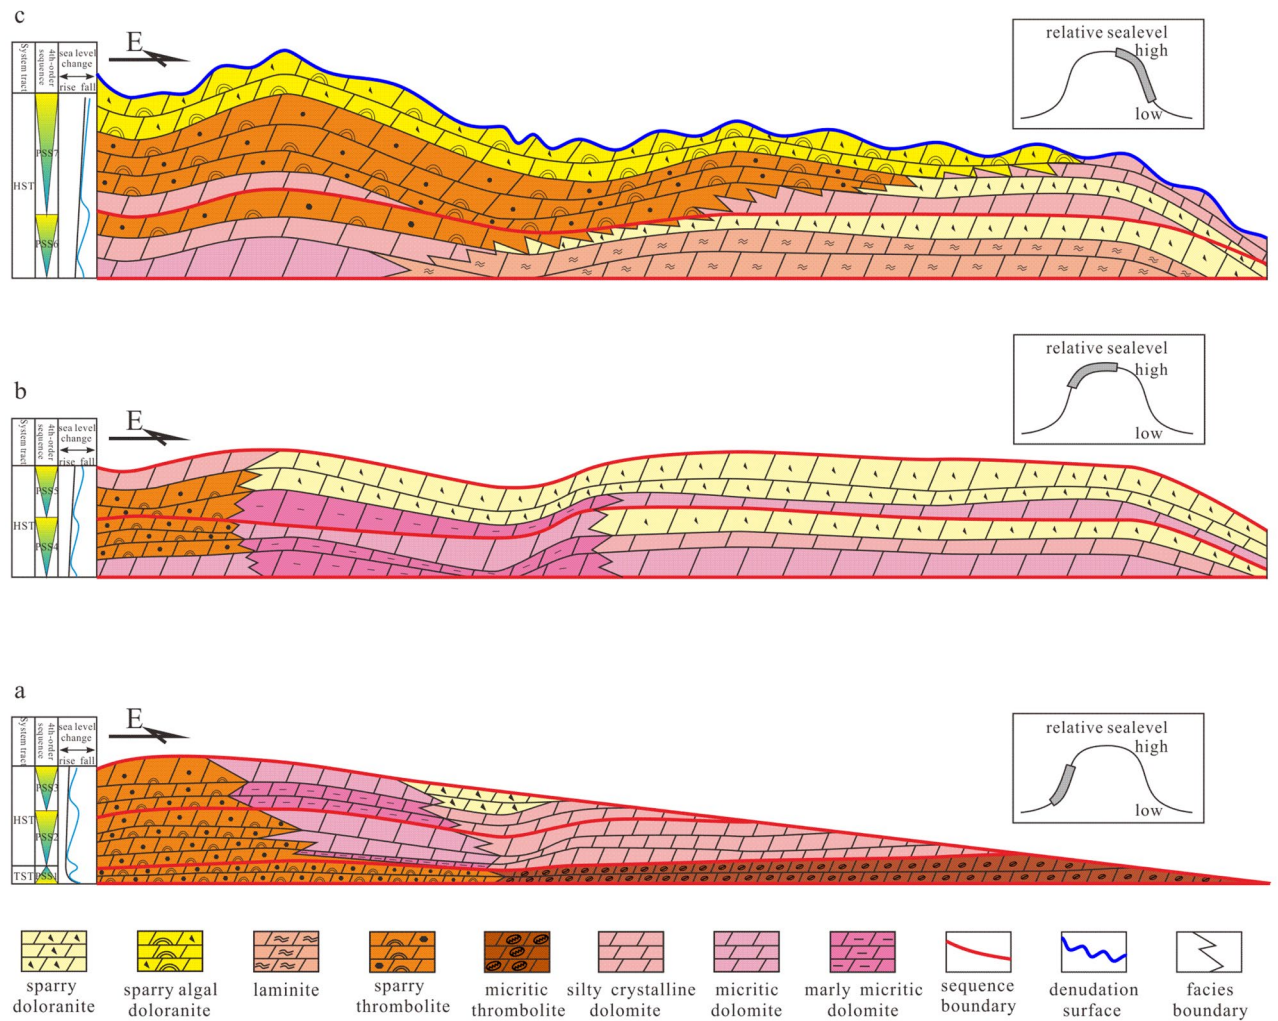 c
System tract
4th-order
sequence
sea level
change
rise fall
E
HST
PSS7
PSS6
relative sealevel
high
low
b
System tract
4th-order
sequence
sea level
change
rise fall
E
HST
PSS5
PSS4
relative sealevel
high
low
a
System tract
4th-order
sequence
sea level
change
rise fall
E
HST
TST
PSS3
PSS2
PSS1
relative sealevel
high
low
sparry
doloranite
sparry algal
doloranite
laminite
sparry
thrombolite
micritic
thrombolite
silty crystalline
dolomite
micritic
dolomite
marly micritic
dolomite
sequence
boundary
denudation
surface
facies
boundary